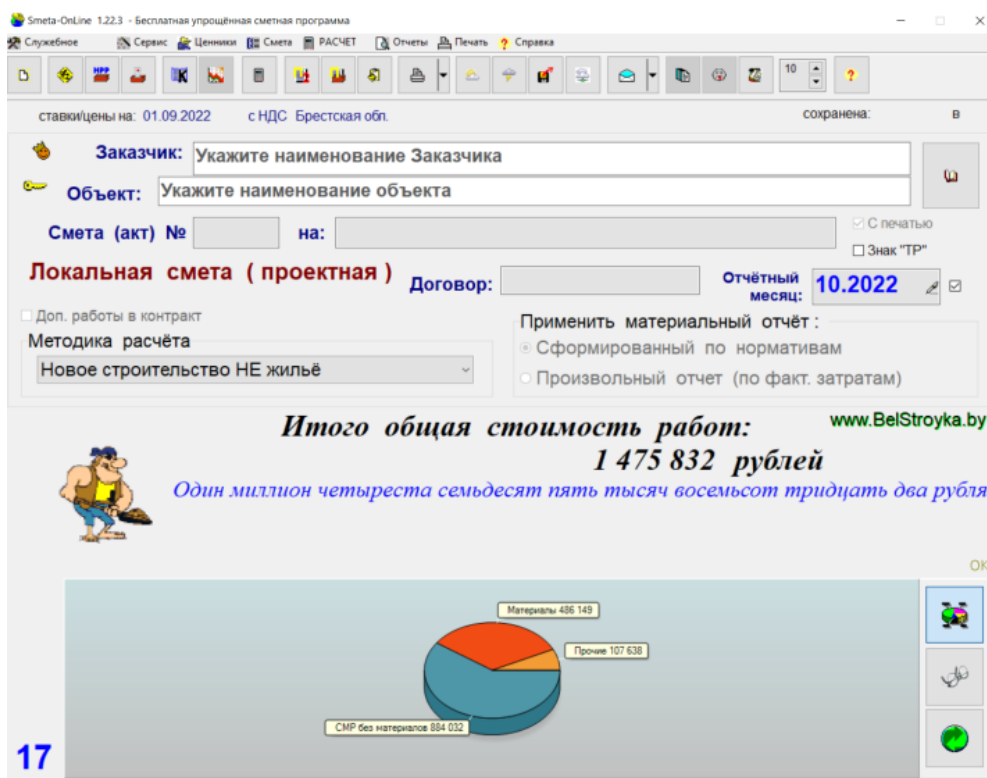 Smeta-OnLine 1.22.3 - Бесплатная упрощённая сметная программа
Служебное Сервис Ценники Смета РАСЧЕТ Отчеты Печать ? Справка
НРР K 10 ?
ставки/цены на: 01.09.2022 с НДС Брестская обл. сохранена: в
Заказчик: Укажите наименование Заказчика
Объект: Укажите наименование объекта
Смета (акт) № на: С печатью
Знак "ТР"
Локальная смета ( проектная ) Договор: Отчётный месяц: 10.2022
Доп. работы в контракт
Методика расчёта
Новое строительство НЕ жильё
Применить материальный отчёт :
Сформированный по нормативам
Произвольный отчет (по факт. затратам)
Итого общая стоимость работ: www.BelStroyka.by
1 475 832 рублей
Один миллион четыреста семьдесят пять тысяч восемьсот тридцать два рубля
OK
Материалы 486 149
Прочие 107 638
СМР без материалов 884 032
17